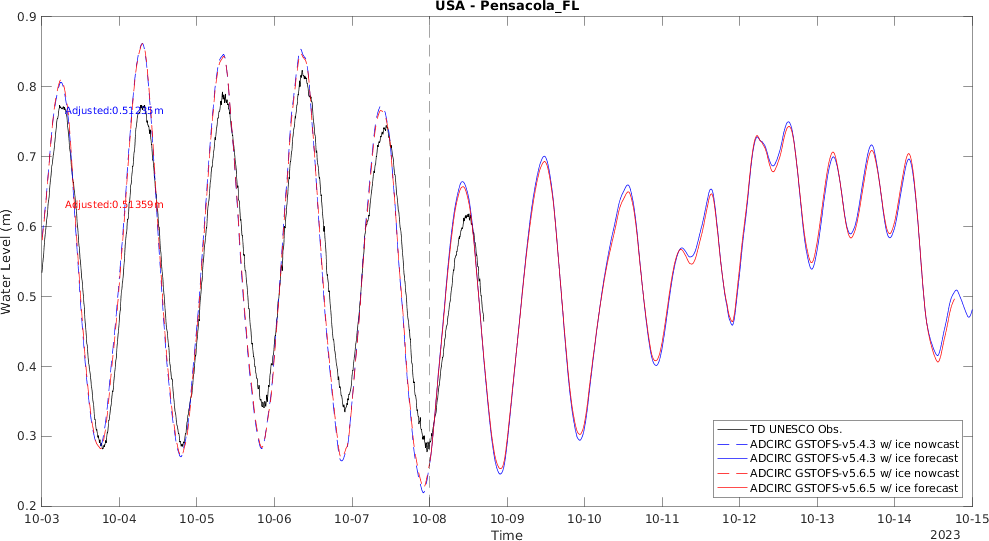 USA - Pensacola_FL
0.9
0.8
Adjusted:0.51255m
0.7
Adjusted:0.51359m
0.6
Water Level (m)
0.5
0.4
0.3
0.2
TD UNESCO Obs.
ADCIRC GSTOFS-v5.4.3 w/ ice nowcast
ADCIRC GSTOFS-v5.4.3 w/ ice forecast
ADCIRC GSTOFS-v5.6.5 w/ ice nowcast
ADCIRC GSTOFS-v5.6.5 w/ ice forecast
10-03 10-04 10-05 10-06 10-07 10-08 10-09 10-10 10-11 10-12 10-13 10-14 10-15
Time
2023